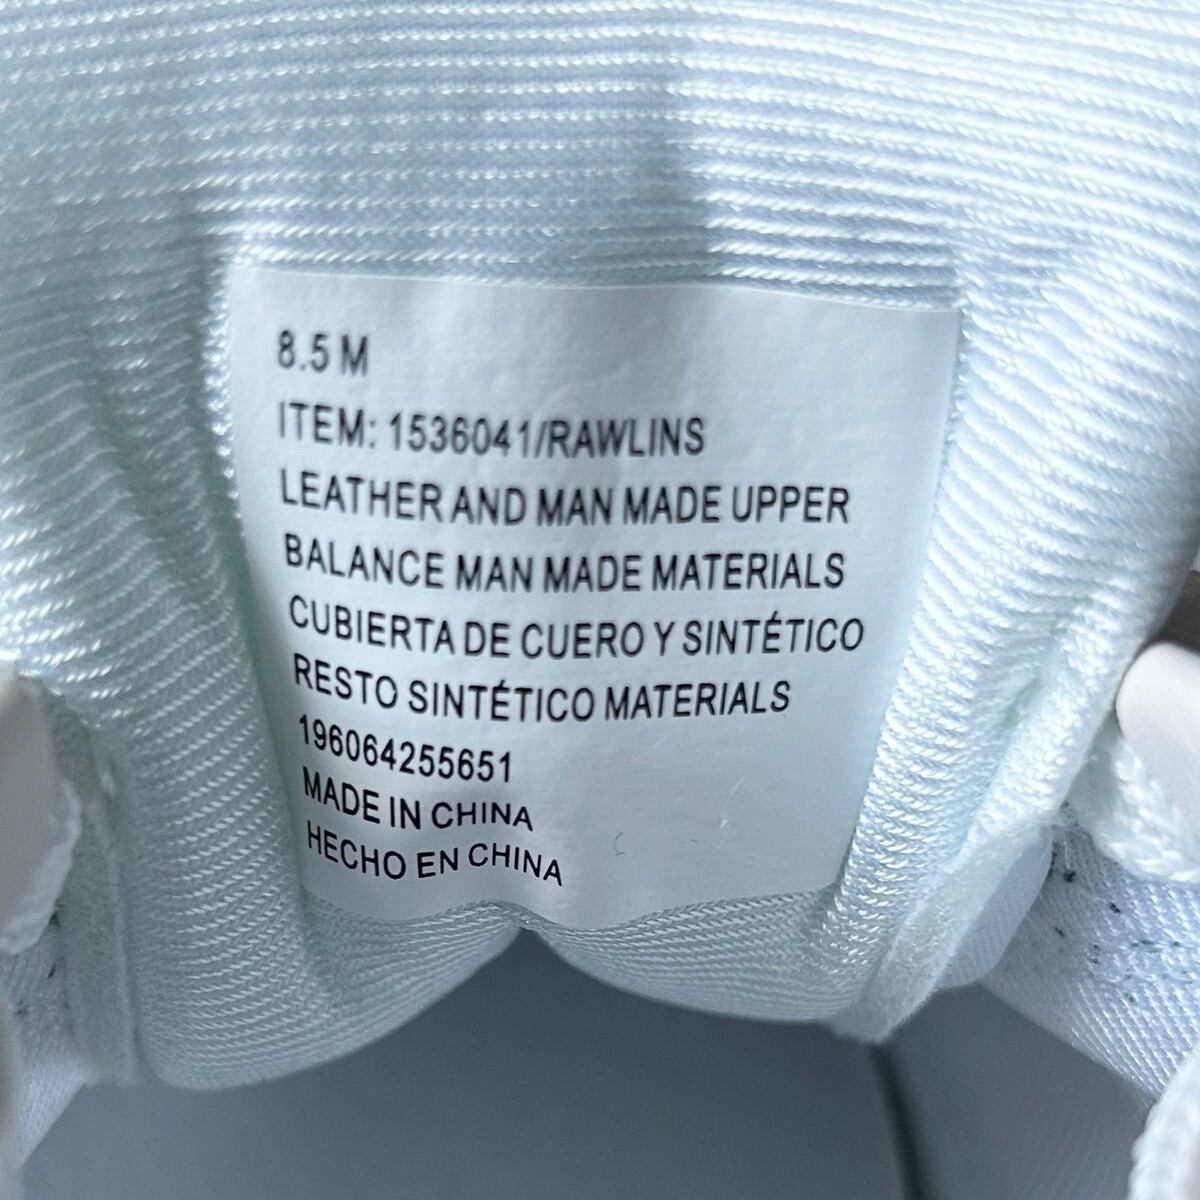 8.5 M
ITEM: 1536041/RAWLINS
LEATHER AND MAN MADE UPPER
BALANCE MAN MADE MATERIALS
CUBIERTA DE CUERO Y SINTÉTICO
RESTO SINTÉTICO MATERIALS
196064255651
MADE IN CHINA
HECHO EN CHINA